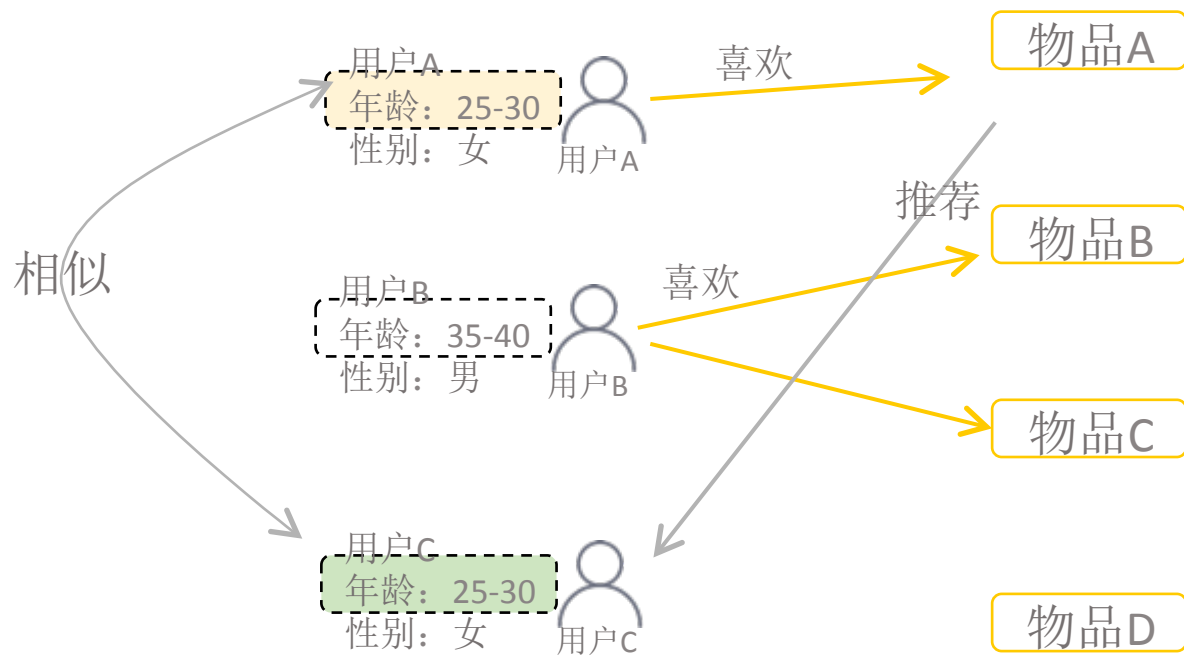 用户A
年龄：25-30
性别：女
用户A
喜欢
物品A
推荐
物品B
相似
用户B
年龄：35-40
性别：男
用户B
喜欢
物品C
用户C
年龄：25-30
性别：女
用户C
物品D